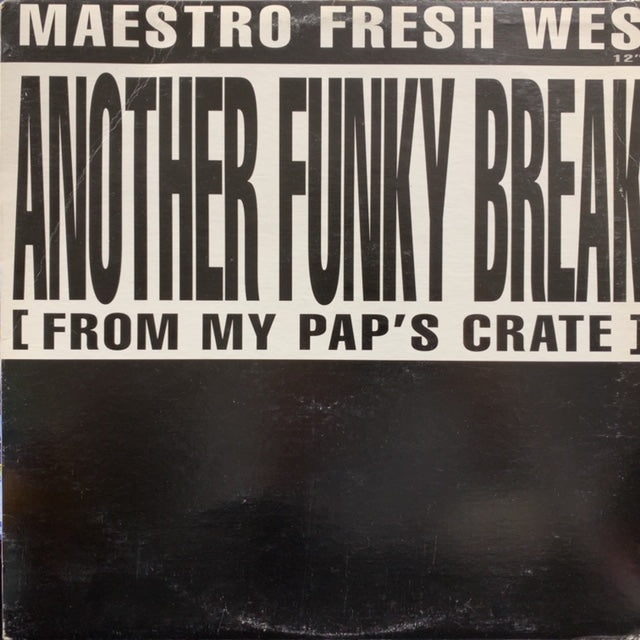 MAESTRO FRESH WES
12"
ANOTHER FUNKY BREAK
[ FROM MY PAP'S CRATE ]